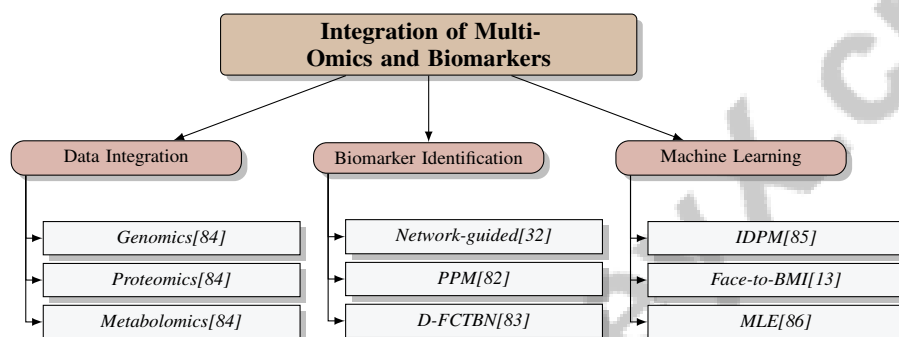 Integration of Multi-
Omics and Biomarkers
Data Integration
Genomics[84]
Proteomics[84]
Metabolomics[84]
Biomarker Identification
Network-guided[32]
PPM[82]
D-FCTBN[83]
Machine Learning
IDPM[85]
Face-to-BMI[13]
MLE[86]